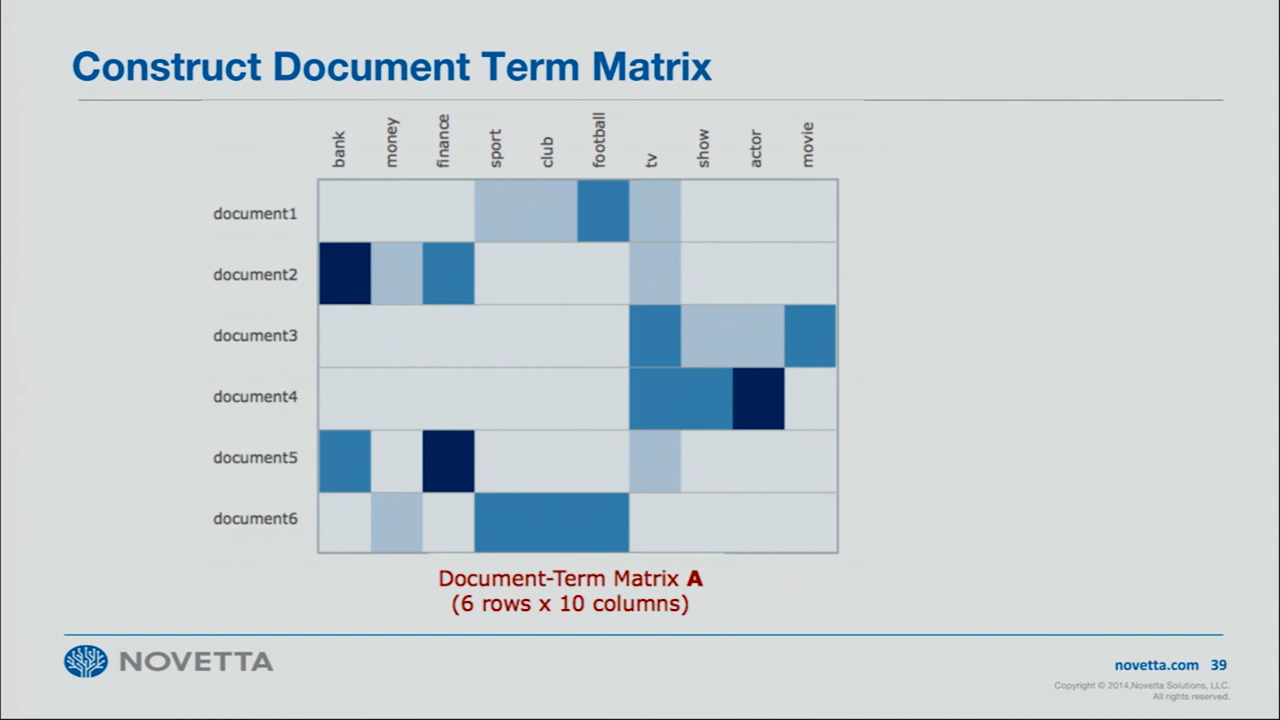 Construct Document Term Matrix
bank money finance sport club football tv show actor movie
document1
document2
document3
document4
document5
document6
Document-Term Matrix A
(6 rows x 10 columns)
NOVETTA
novetta.com 39
Copyright © 2014,Novetta Solutions, LLC.
All rights reserved.